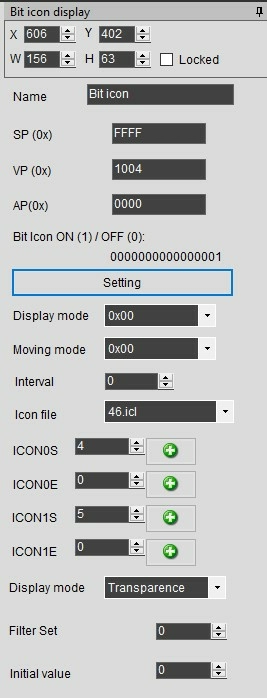 Bit icon display
X 606 Y 402
W 156 H 63 Locked
Name Bit icon
SP (0x) FFFF
VP (0x) 1004
AP(0x) 0000
Bit Icon ON (1) / OFF (0):
0000000000000001
Setting
Display mode 0x00
Moving mode 0x00
Interval 0
Icon file 46.icl
ICON0S 4
ICON0E 0
ICON1S 5
ICON1E 0
Display mode Transparence
Filter Set 0
Initial value 0